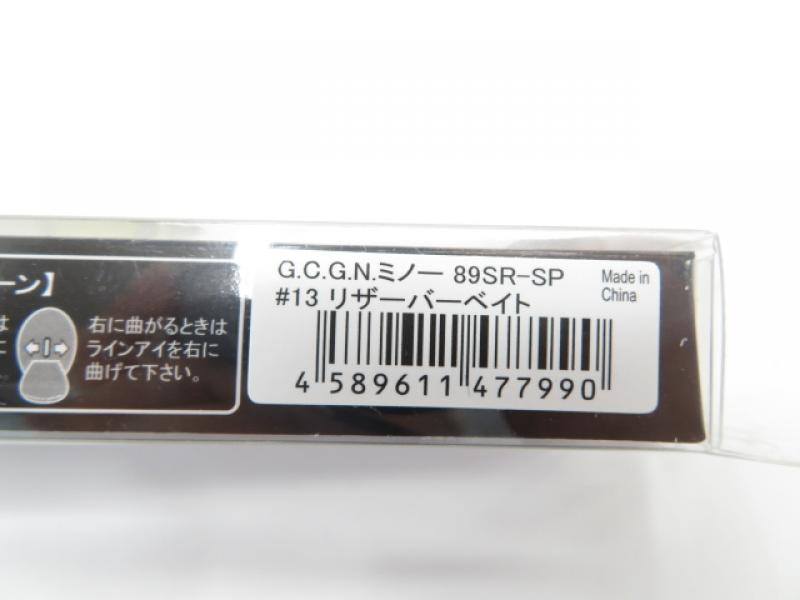 G.C.G.N.ミノー 89SR-SP
#13 リザーバーベイト
Made in
China
4 589611 477990
ーン】
は
に
右に曲がるときは
ラインアイを右に
曲げて下さい。